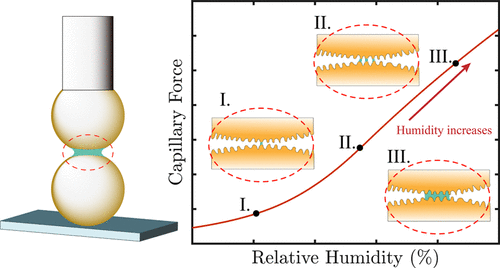 Capillary Force
I.
II.
III.
I.
II.
III.
Humidity increases
Relative Humidity (%)